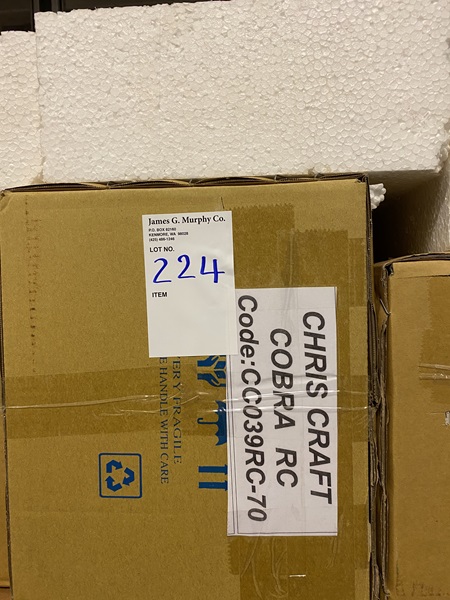 James G. Murphy Co.
P.O. BOX 82160
KENMORE, WA 98028
(425) 486-1246
LOT NO.
224
ITEM
CHRIS CRAFT
COBRA RC
Code:CC039RC-70
ERY FRAGILE
E HANDLE WITH CARE